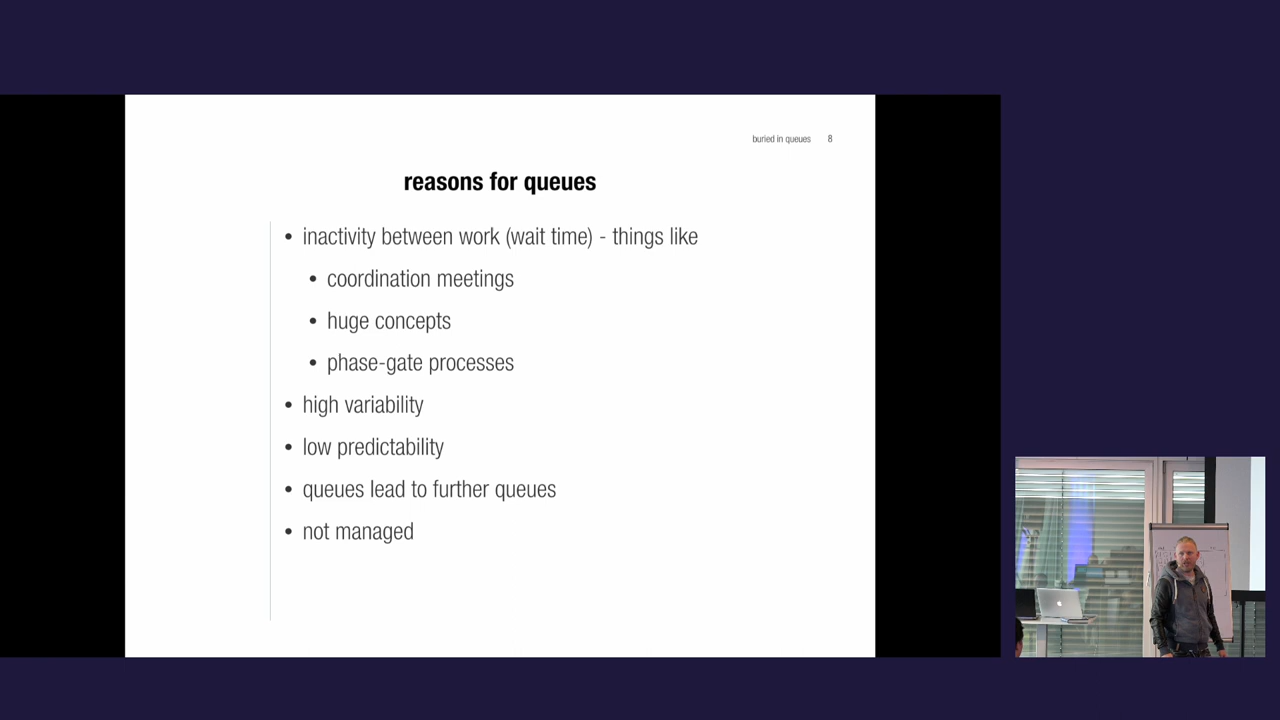 buried in queues 8
reasons for queues
• inactivity between work (wait time) - things like
• coordination meetings
• huge concepts
• phase-gate processes
• high variability
• low predictability
• queues lead to further queues
• not managed